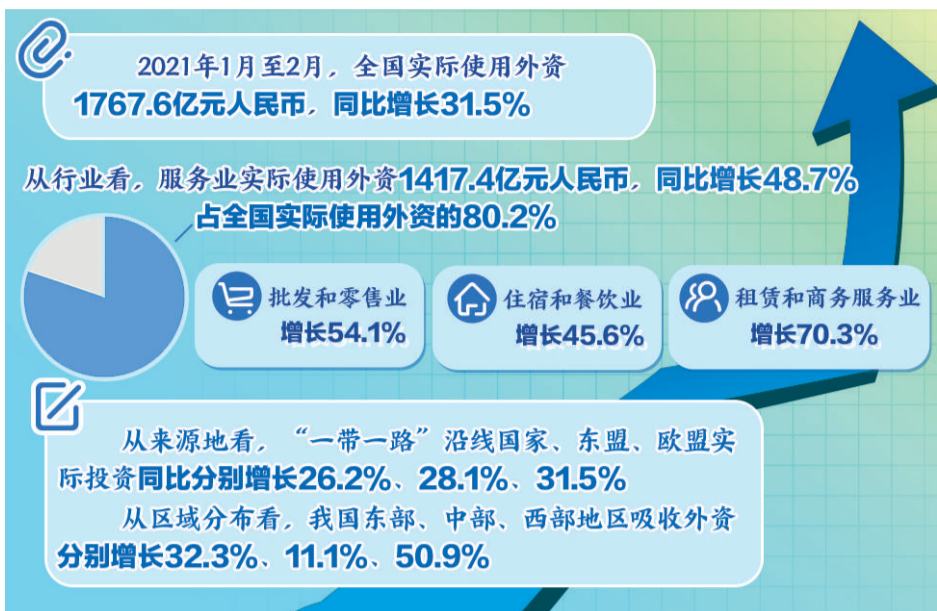 2021年1月至2月，全国实际使用外资
1767.6亿元人民币，同比增长31.5%
从行业看，服务业实际使用外资1417.4亿元人民币，同比增长48.7%
占全国实际使用外资的80.2%
批发和零售业
增长54.1%
住宿和餐饮业
增长45.6%
租赁和商务服务业
增长70.3%
从来源地看，“一带一路”沿线国家、东盟、欧盟实
际投资同比分别增长26.2%、28.1%、31.5%
从区域分布看，我国东部、中部、西部地区吸收外资
分别增长32.3%、11.1%、50.9%